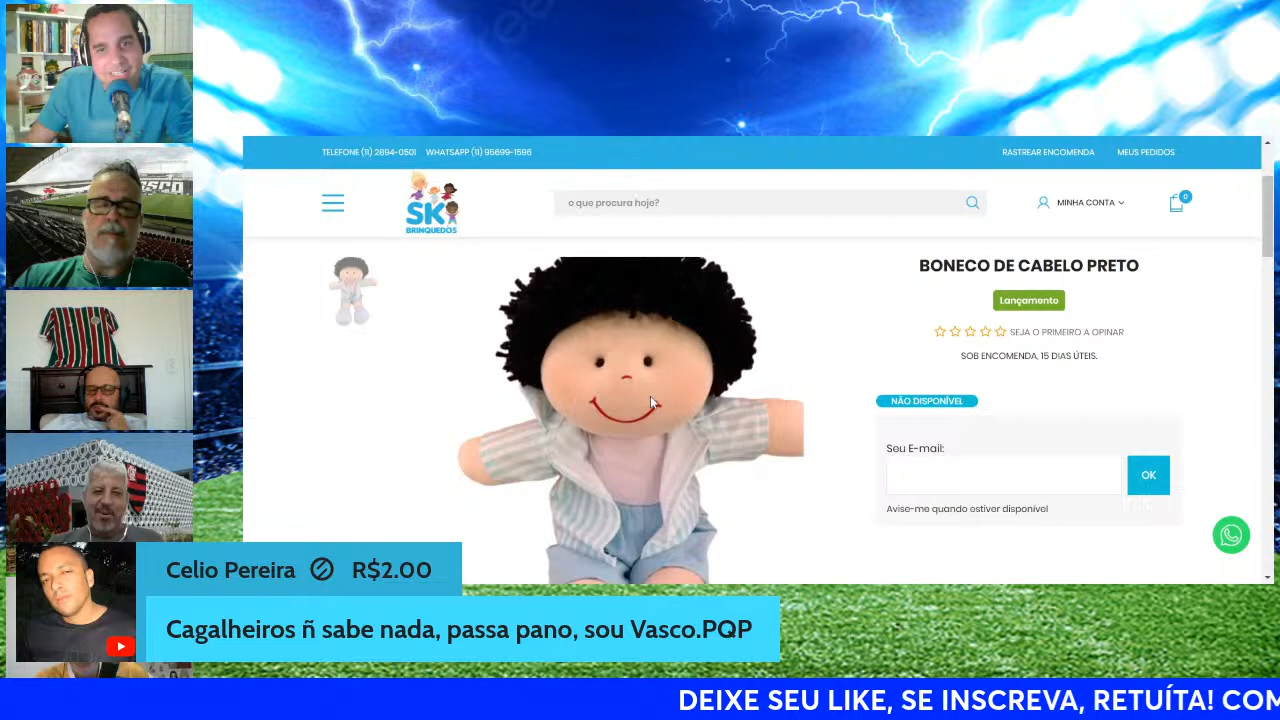 TELEFONE (11) 2894-0501 WHATSAPP (11) 95699-1596
RASTREAR ENCOMENDA MEUS PEDIDOS
SK
BRINQUEDOS
o que procura hoje?
MINHA CONTA
0
BONECO DE CABELO PRETO
Lançamento
SEJA O PRIMEIRO A OPINAR
SOB ENCOMENDA, 15 DIAS ÚTEIS.
NÃO DISPONÍVEL
Seu E-mail:
OK
Avise-me quando estiver disponível
Celio Pereira R$2.00
Cagalheiros ñ sabe nada, passa pano, sou Vasco.PQP
DEIXE SEU LIKE, SE INSCREVA, RETUÍTA! COM